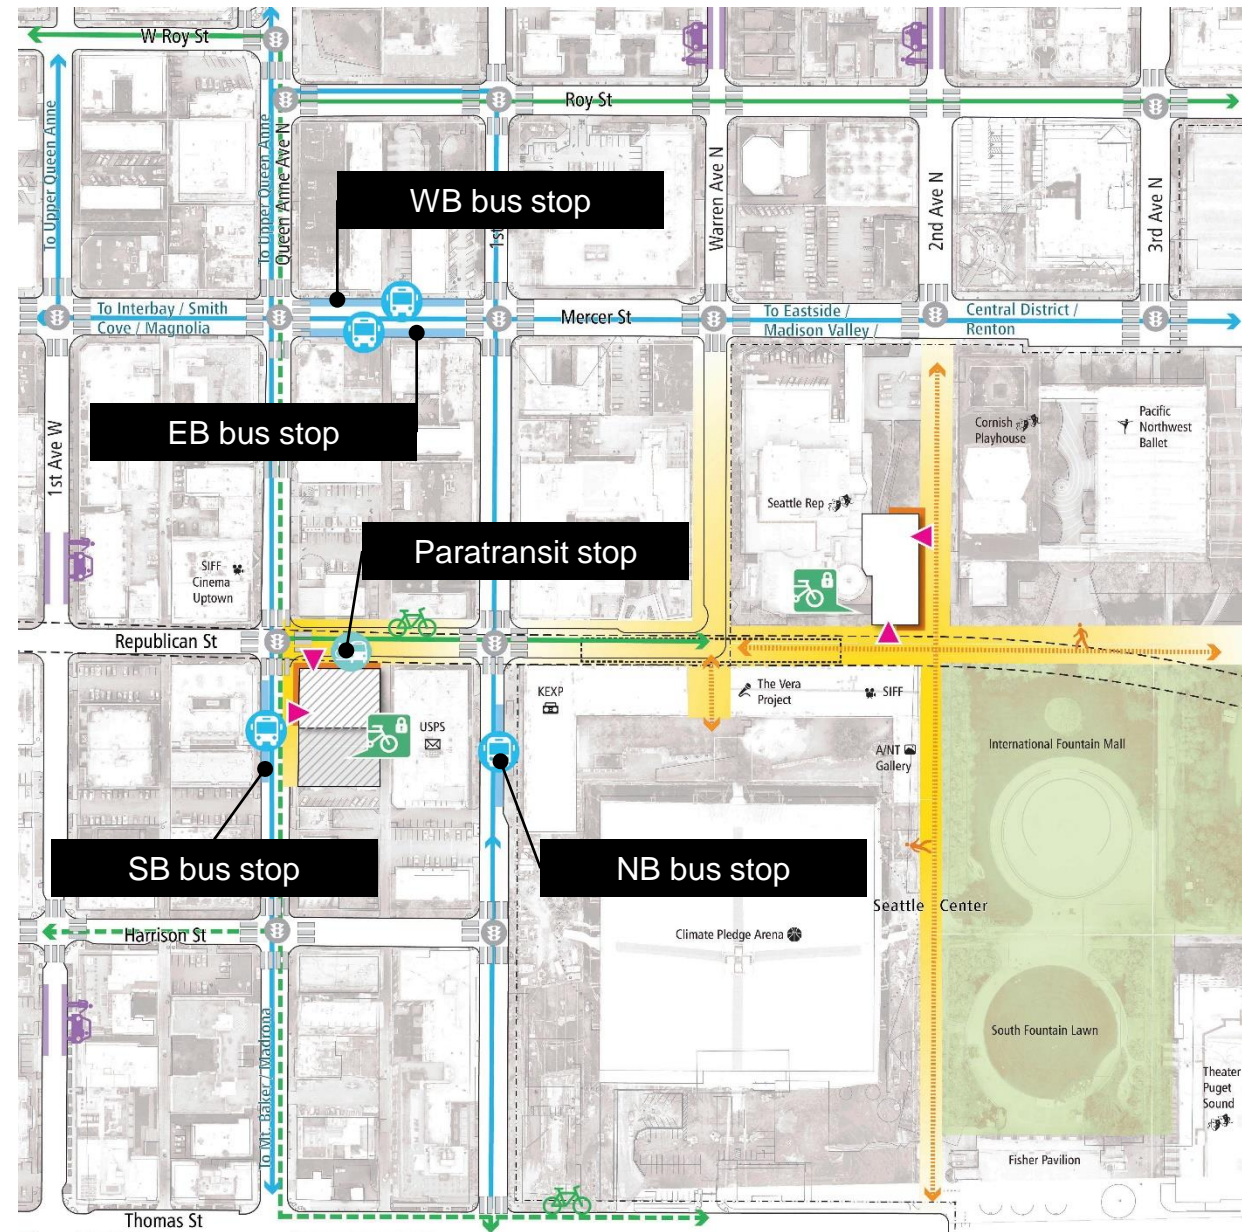 W Roy St
Roy St
To Upper Queen Anne
To Upper Queen Anne
Queen Anne Ave N
1st
Warren Ave N
2nd Ave N
3rd Ave N
WB bus stop
To Interbay / Smith
Cove / Magnolia
Mercer St
To Eastside /
Madison Valley /
Central District /
Renton
EB bus stop
1st Ave W
Cornish
Playhouse
Pacific
Northwest
Ballet
Seattle Rep
Paratransit stop
SIFF
Cinema
Uptown
Republican St
KEXP
The Vera
Project
SIFF
USPS
A/NT
Gallery
International Fountain Mall
SB bus stop
NB bus stop
Seattle Center
Harrison St
Climate Pledge Arena
South Fountain Lawn
To Mt. Baker / Madrona
Theater
Puget
Sound
Fisher Pavilion
Thomas St